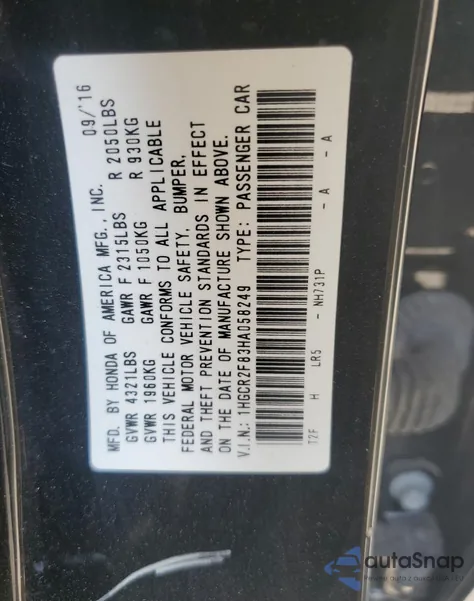 MFD. BY HONDA OF AMERICA MFG., INC. 09/'16
GVWR 4321LBS GAWR F 2315LBS R 2050LBS
GVWR 1960KG GAWR F 1050KG R 930KG
THIS VEHICLE CONFORMS TO ALL APPLICABLE
FEDERAL MOTOR VEHICLE SAFETY, BUMPER,
AND THEFT PREVENTION STANDARDS IN EFFECT
ON THE DATE OF MANUFACTURE SHOWN ABOVE.
V.I.N.: 1HGCR2F83HA058249 TYPE: PASSENGER CAR
T2F H LR5 - NH731P - A - A
autaSnap